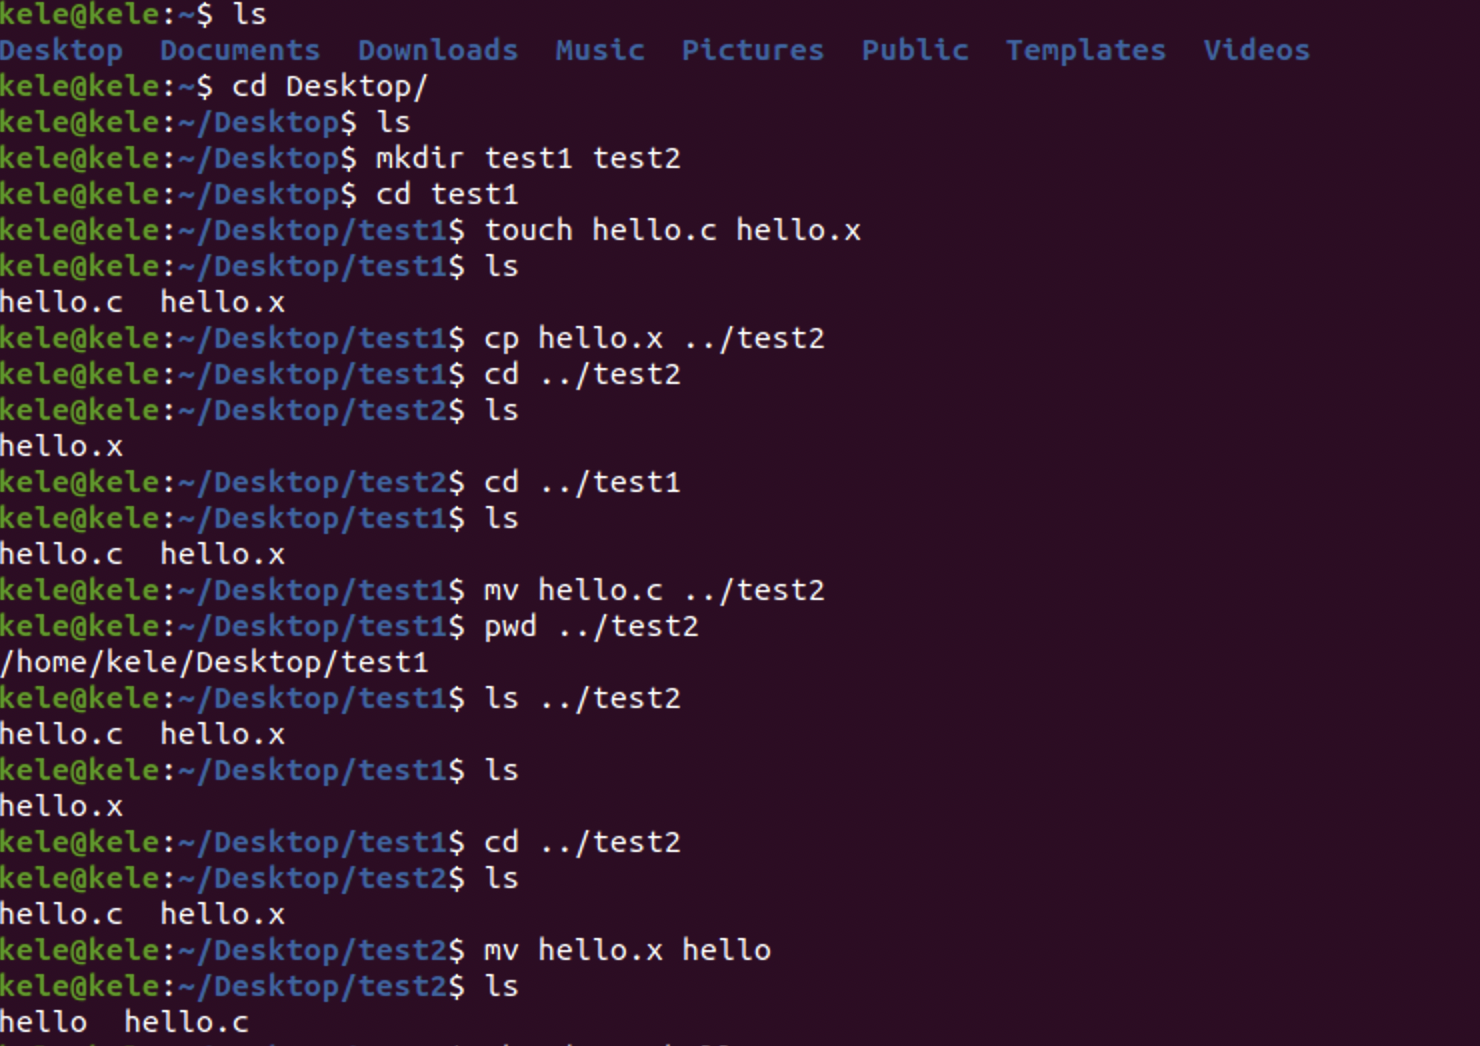 kele@kele:~$ ls
Desktop  Documents  Downloads  Music  Pictures  Public  Templates  Videos
kele@kele:~$ cd Desktop/
kele@kele:~/Desktop$ ls
kele@kele:~/Desktop$ mkdir test1 test2
kele@kele:~/Desktop$ cd test1
kele@kele:~/Desktop/test1$ touch hello.c hello.x
kele@kele:~/Desktop/test1$ ls
hello.c  hello.x
kele@kele:~/Desktop/test1$ cp hello.x ../test2
kele@kele:~/Desktop/test1$ cd ../test2
kele@kele:~/Desktop/test2$ ls
hello.x
kele@kele:~/Desktop/test2$ cd ../test1
kele@kele:~/Desktop/test1$ ls
hello.c  hello.x
kele@kele:~/Desktop/test1$ mv hello.c ../test2
kele@kele:~/Desktop/test1$ pwd ../test2
/home/kele/Desktop/test1
kele@kele:~/Desktop/test1$ ls ../test2
hello.c  hello.x
kele@kele:~/Desktop/test1$ ls
hello.x
kele@kele:~/Desktop/test1$ cd ../test2
kele@kele:~/Desktop/test2$ ls
hello.c  hello.x
kele@kele:~/Desktop/test2$ mv hello.x hello
kele@kele:~/Desktop/test2$ ls
hello  hello.c